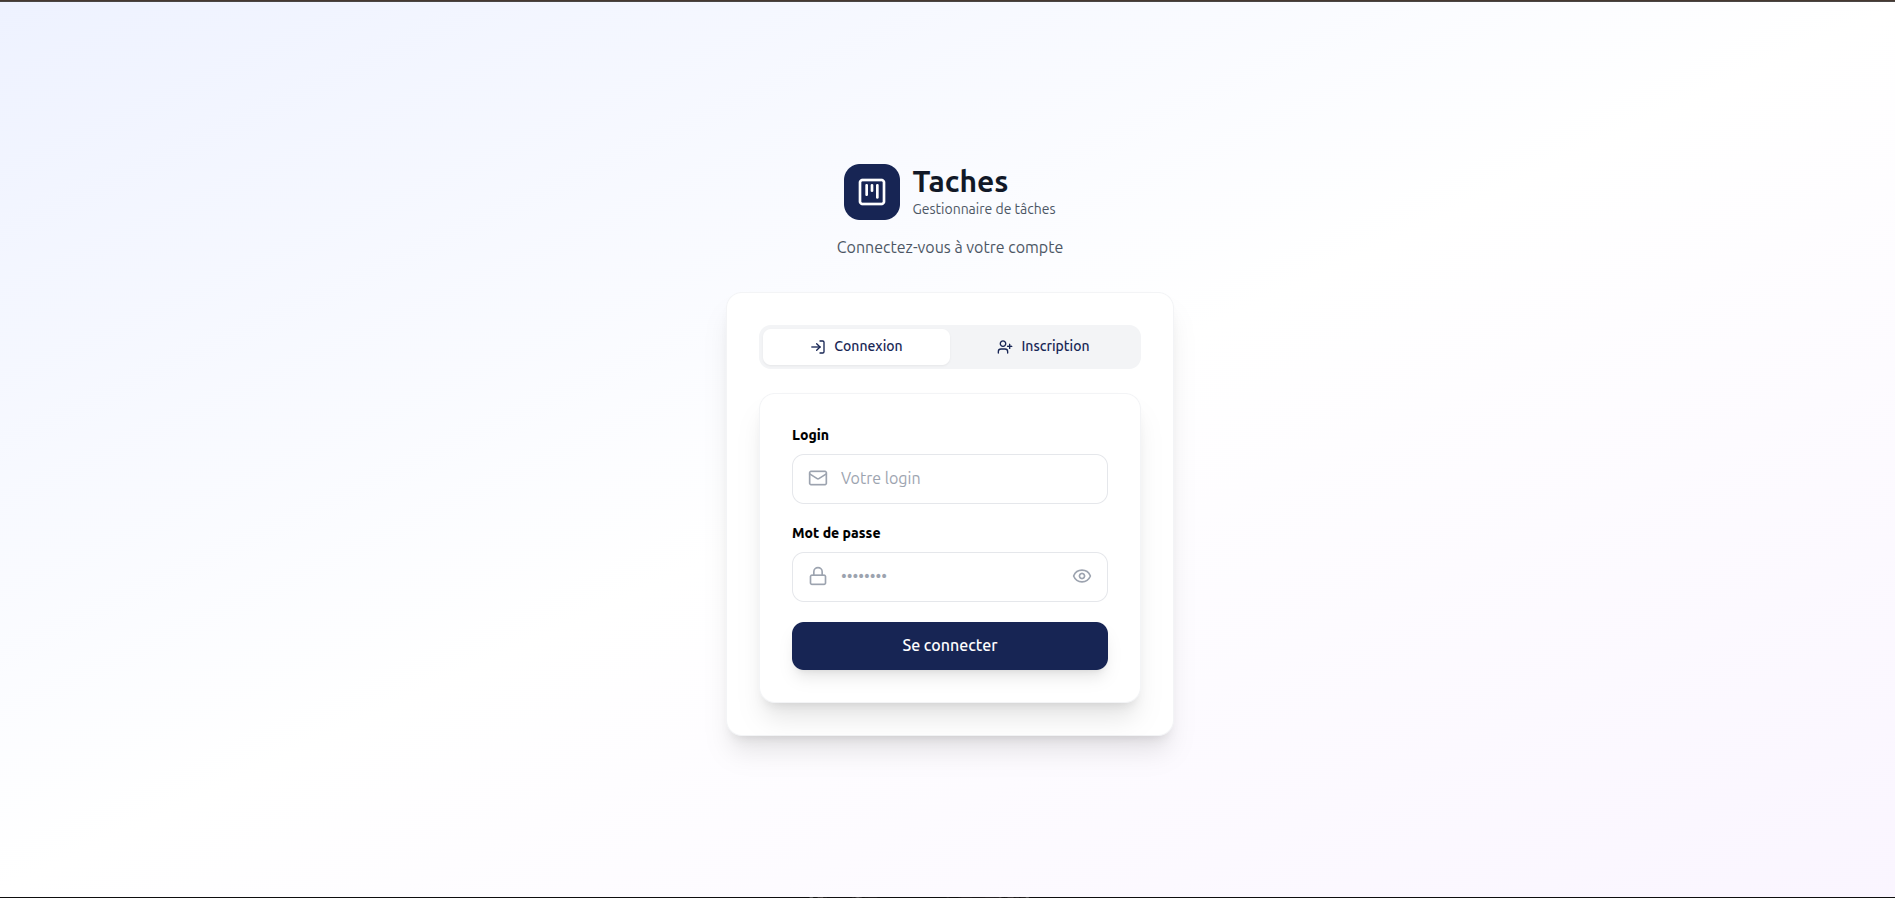 Taches
Gestionnaire de tâches
Connectez-vous à votre compte
Connexion
Inscription
Login
Votre login
Mot de passe
••••••••
Se connecter